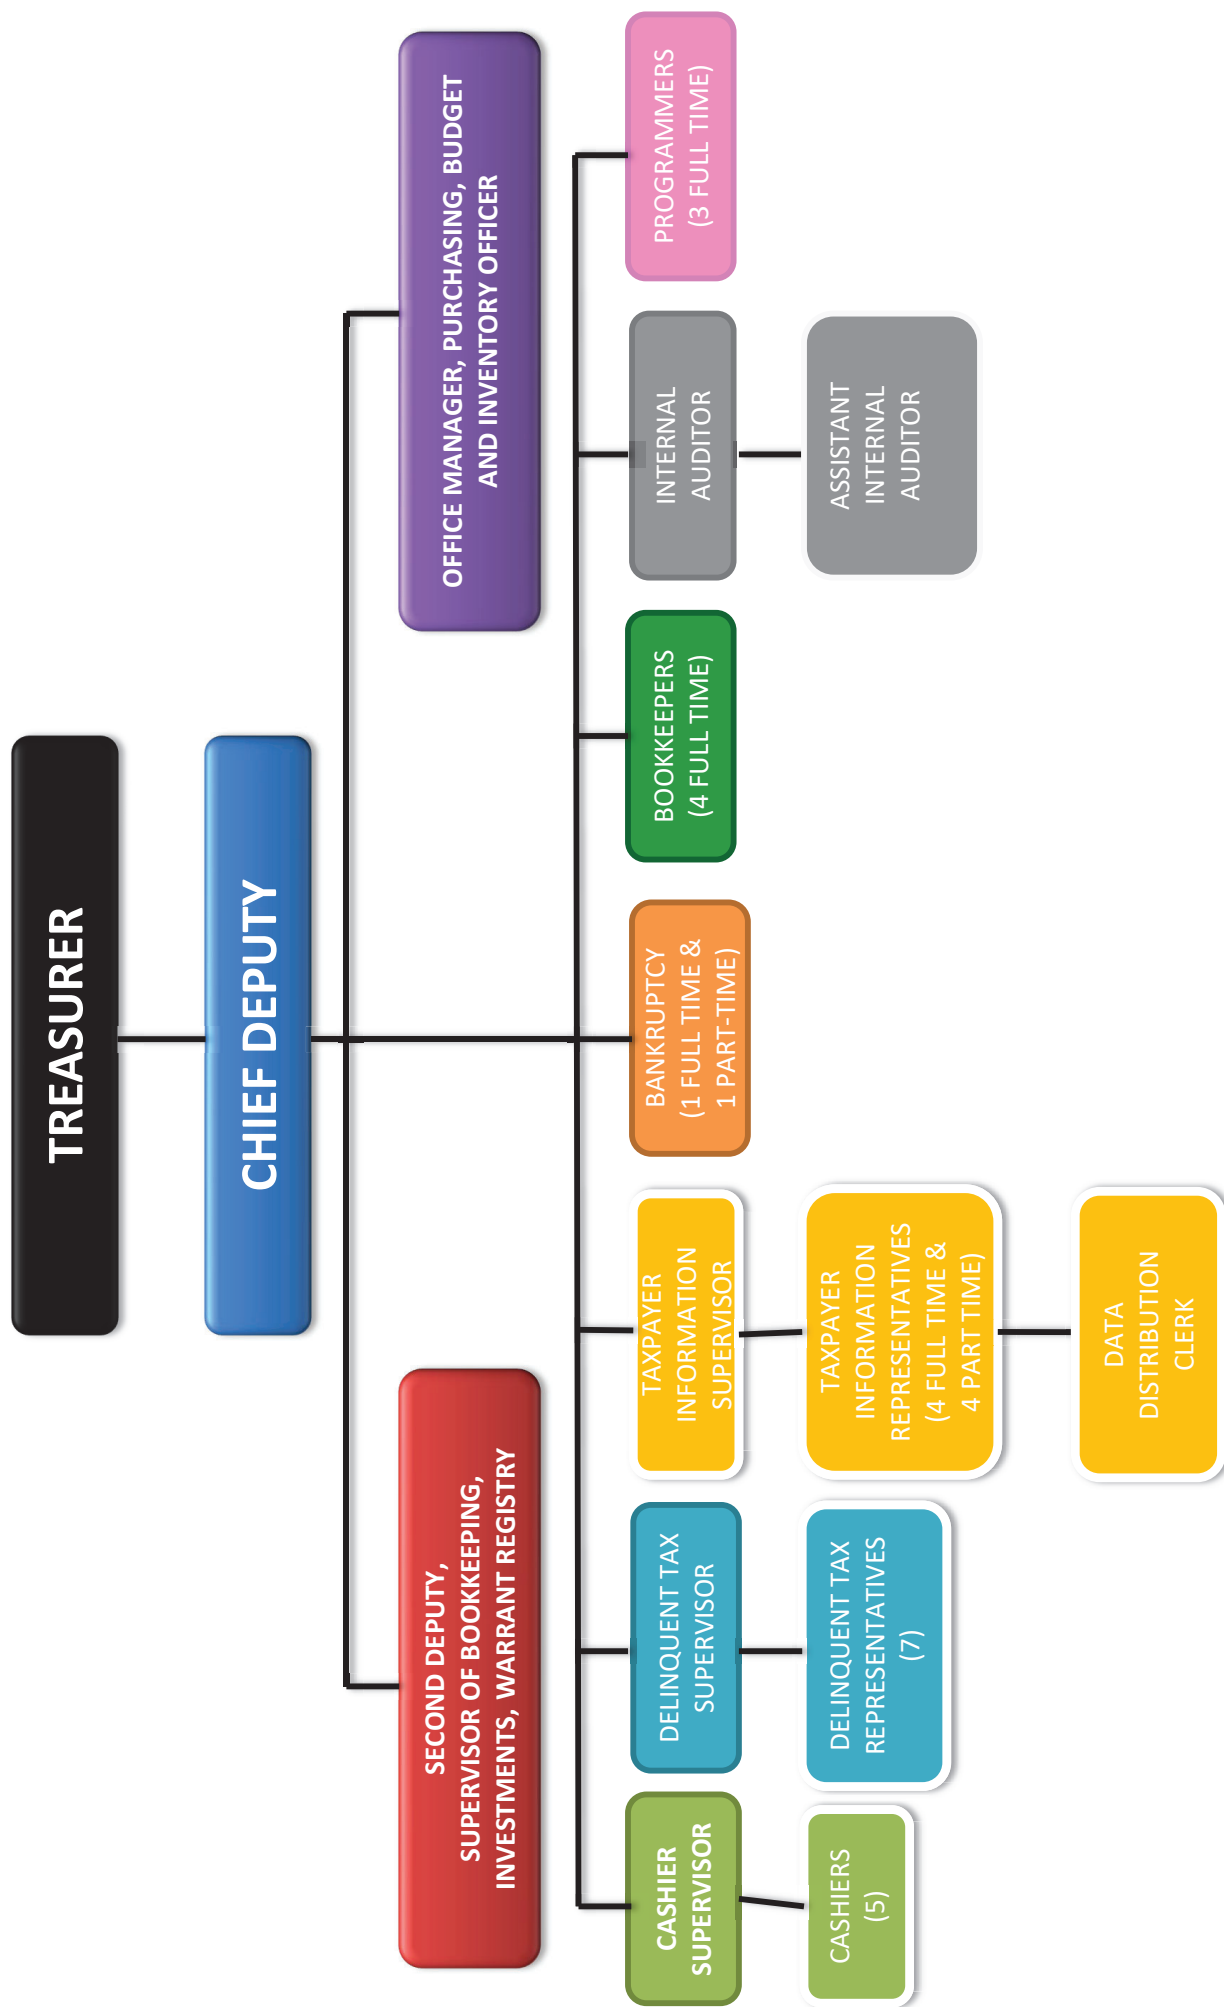 TREASURER
CHIEF DEPUTY
SECOND DEPUTY,
SUPERVISOR OF BOOKKEEPING,
INVESTMENTS, WARRANT REGISTRY
OFFICE MANAGER, PURCHASING, BUDGET
AND INVENTORY OFFICER
CASHIER
SUPERVISOR
DELINQUENT TAX
SUPERVISOR
TAXPAYER
INFORMATION
SUPERVISOR
BANKRUPTCY
(1 FULL TIME &
1 PART-TIME)
BOOKKEEPERS
(4 FULL TIME)
INTERNAL
AUDITOR
PROGRAMMERS
(3 FULL TIME)
CASHIERS
(5)
DELINQUENT TAX
REPRESENTATIVES
(7)
TAXPAYER
INFORMATION
REPRESENTATIVES
(4 FULL TIME &
4 PART TIME)
ASSISTANT
INTERNAL
AUDITOR
DATA
DISTRIBUTION
CLERK